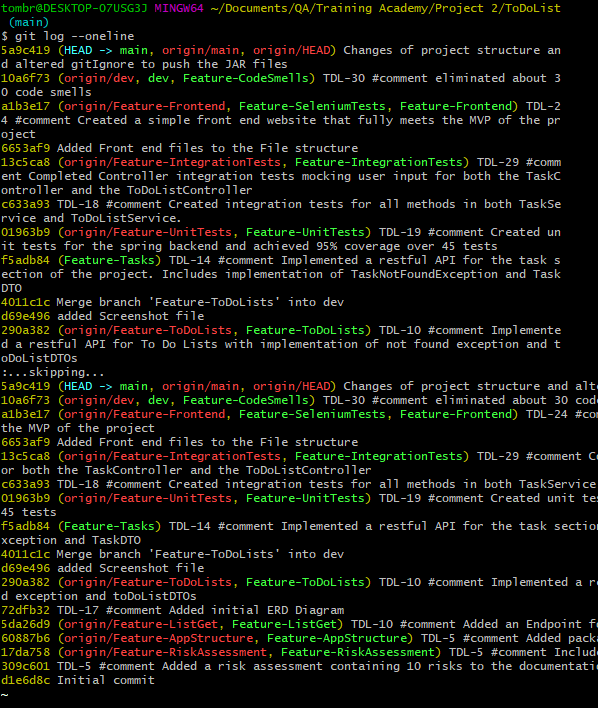 tombr@DESKTOP-O7USG3J MINGW64 ~/Documents/QA/Training Academy/Project 2/ToDoList
(main)
$ git log --oneline
5a9c419 (HEAD -> main, origin/main, origin/HEAD) Changes of project structure an
d altered gitIgnore to push the JAR files
10a6f73 (origin/dev, dev, Feature-CodeSmells) TDL-30 #comment eliminated about 3
0 code smells
a1b3e17 (origin/Feature-Frontend, Feature-SeleniumTests, Feature-Frontend) TDL-2
4 #comment Created a simple front end website that fully meets the MVP of the pr
oject
6653af9 Added Front end files to the File structure
13c5ca8 (origin/Feature-IntegrationTests, Feature-IntegrationTests) TDL-29 #comm
ent Completed Controller integration tests mocking user input for both the TaskC
ontroller and the ToDoListController
c633a93 TDL-18 #comment Created integration tests for all methods in both TaskSe
rvice and ToDoListService.
01963b9 (origin/Feature-UnitTests, Feature-UnitTests) TDL-19 #comment Created un
it tests for the spring backend and achieved 95% coverage over 45 tests
f5adb84 (Feature-Tasks) TDL-14 #comment Implemented a restful API for the task s
ection of the project. Includes implementation of TaskNotFoundException and Task
DTO
4011c1c Merge branch 'Feature-ToDoLists' into dev
d69e496 added Screenshot file
290a382 (origin/Feature-ToDoLists, Feature-ToDoLists) TDL-10 #comment Implemente
d a restful API for To Do Lists with implementation of not found exception and t
oDoListDTOs
:...skipping...
5a9c419 (HEAD -> main, origin/main, origin/HEAD) Changes of project structure and alte
10a6f73 (origin/dev, dev, Feature-CodeSmells) TDL-30 #comment eliminated about 30 code
a1b3e17 (origin/Feature-Frontend, Feature-SeleniumTests, Feature-Frontend) TDL-24 #com
the MVP of the project
6653af9 Added Front end files to the File structure
13c5ca8 (origin/Feature-IntegrationTests, Feature-IntegrationTests) TDL-29 #comment Co
or both the TaskController and the ToDoListController
c633a93 TDL-18 #comment Created integration tests for all methods in both TaskService
01963b9 (origin/Feature-UnitTests, Feature-UnitTests) TDL-19 #comment Created unit tes
45 tests
f5adb84 (Feature-Tasks) TDL-14 #comment Implemented a restful API for the task section
xception and TaskDTO
4011c1c Merge branch 'Feature-ToDoLists' into dev
d69e496 added Screenshot file
290a382 (origin/Feature-ToDoLists, Feature-ToDoLists) TDL-10 #comment Implemented a re
d exception and toDoListDTOs
72dfb32 TDL-17 #comment Added initial ERD Diagram
5da26d9 (origin/Feature-ListGet, Feature-ListGet) TDL-10 #comment Added an Endpoint fo
60887b6 (origin/Feature-AppStructure, Feature-AppStructure) TDL-5 #comment Added packa
17da758 (origin/Feature-RiskAssessment, Feature-RiskAssessment) TDL-5 #comment Include
309c601 TDL-5 #comment Added a risk assessment containing 10 risks to the documentatio
d1e6d8c Initial commit
~